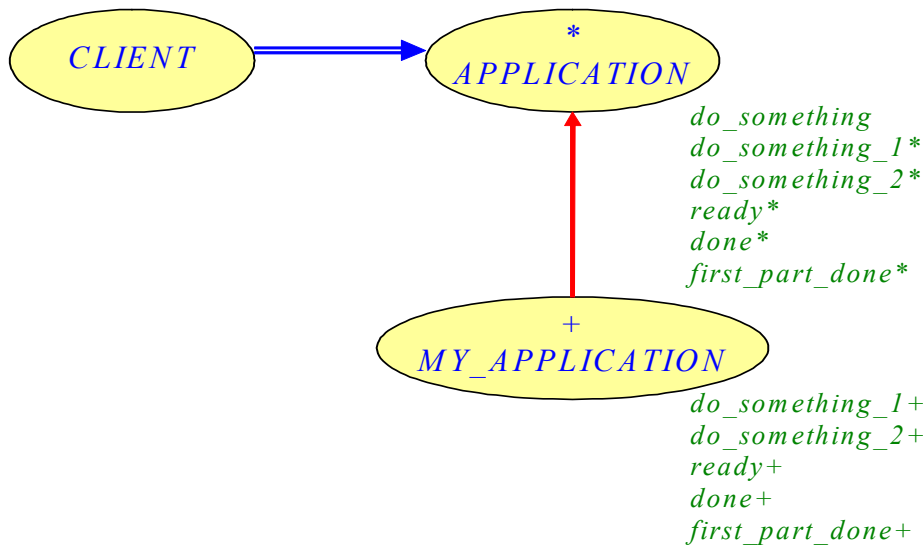 CLIENT
*
APPLICATION
do_something
do_something_1*
do_something_2*
ready*
done*
first_part_done*
+
MY_APPLICATION
do_something_1+
do_something_2+
ready+
done+
first_part_done+